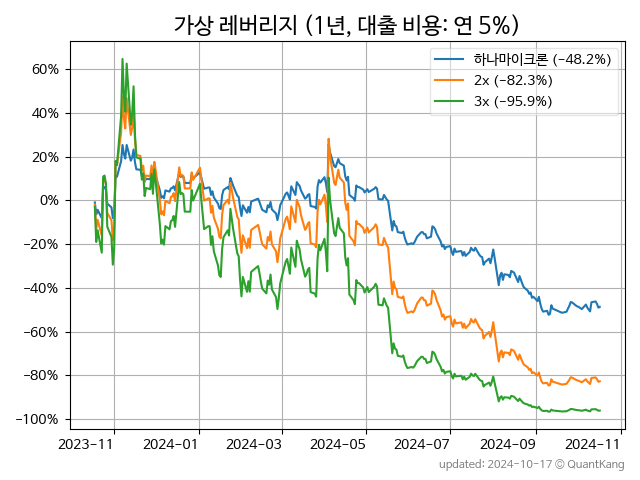 가상 레버리지 (1년, 대출 비용: 연 5%)
하나마이크론 (-48.2%)
2x (-82.3%)
3x (-95.9%)
60%
40%
20%
0%
−20%
−40%
−60%
−80%
−100%
2023-11 2024-01 2024-03 2024-05 2024-07 2024-09 2024-11
updated: 2024-10-17 © QuantKang